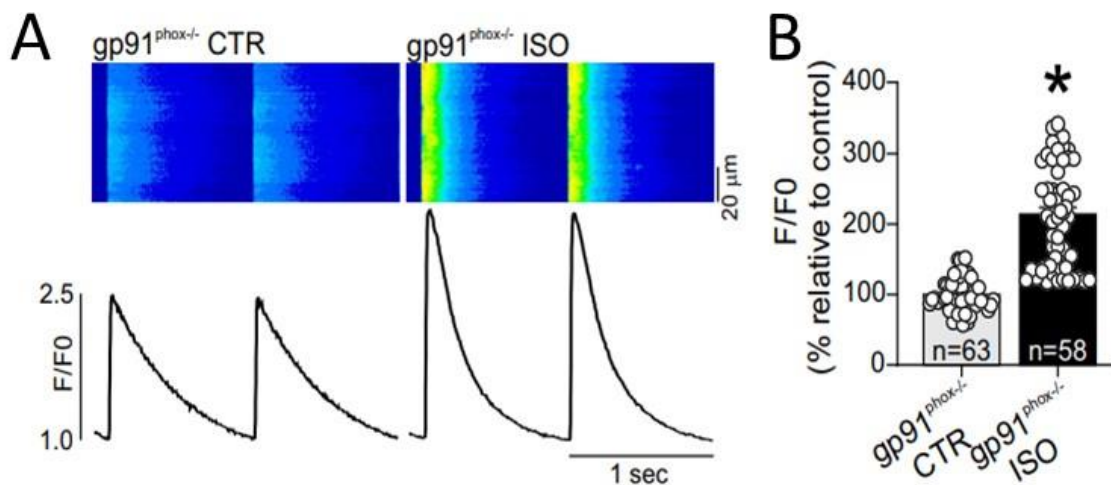 A
gp91phox-/- CTR
gp91phox-/- ISO
20 μm
2.5
F/F0
1.0
1 sec
B
*
F/F0
(% relative to control)
400
300
200
100
0
n=63
n=58
gp91phox-/-
CTR
gp91phox-/-
ISO